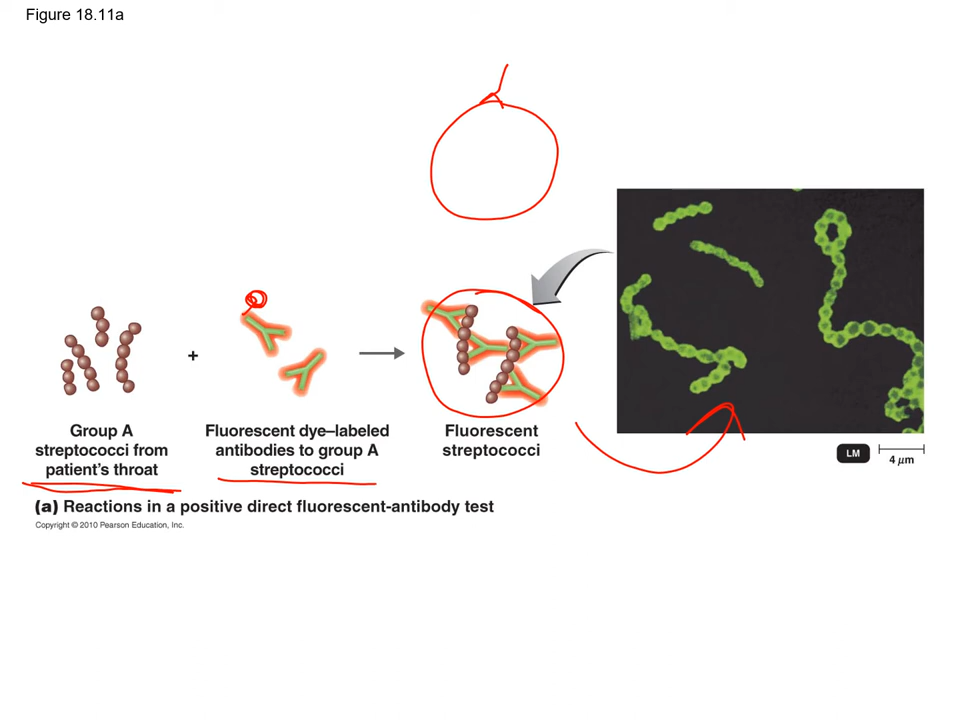 Figure 18.11a
+
Group A
streptococci from
patient's throat
Fluorescent dye–labeled
antibodies to group A
streptococci
Fluorescent
streptococci
LM
4 μm
(a) Reactions in a positive direct fluorescent-antibody test
Copyright © 2010 Pearson Education, Inc.